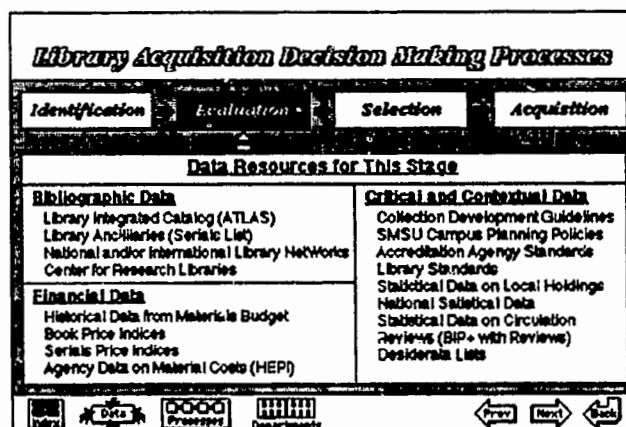 Library Acquisition Decision Making Processes
Identification
Evaluation
Selection
Acquisition
Data Resources for This Stage
Bibliographic Data
Library Integrated Catalog (ATLAS)
Library Ancillaries (Serials List)
National and/or International Library NetWorks
Center for Research Libraries
Financial Data
Historical Data from Materials Budget
Book Price Indices
Serials Price Indices
Agency Data on Material Costs (HEPI)
Critical and Contextual Data
Collection Development Guidelines
SMSU Campus Planning Policies
Accreditation Agency Standards
Library Standards
Statistical Data on Local Holdings
National Satistical Data
Statistical Data on Circulation
Reviews (BIP+ with Reviews)
Desiderata Lists
Index
Data
Processes
Departments
Prev
Next
Back